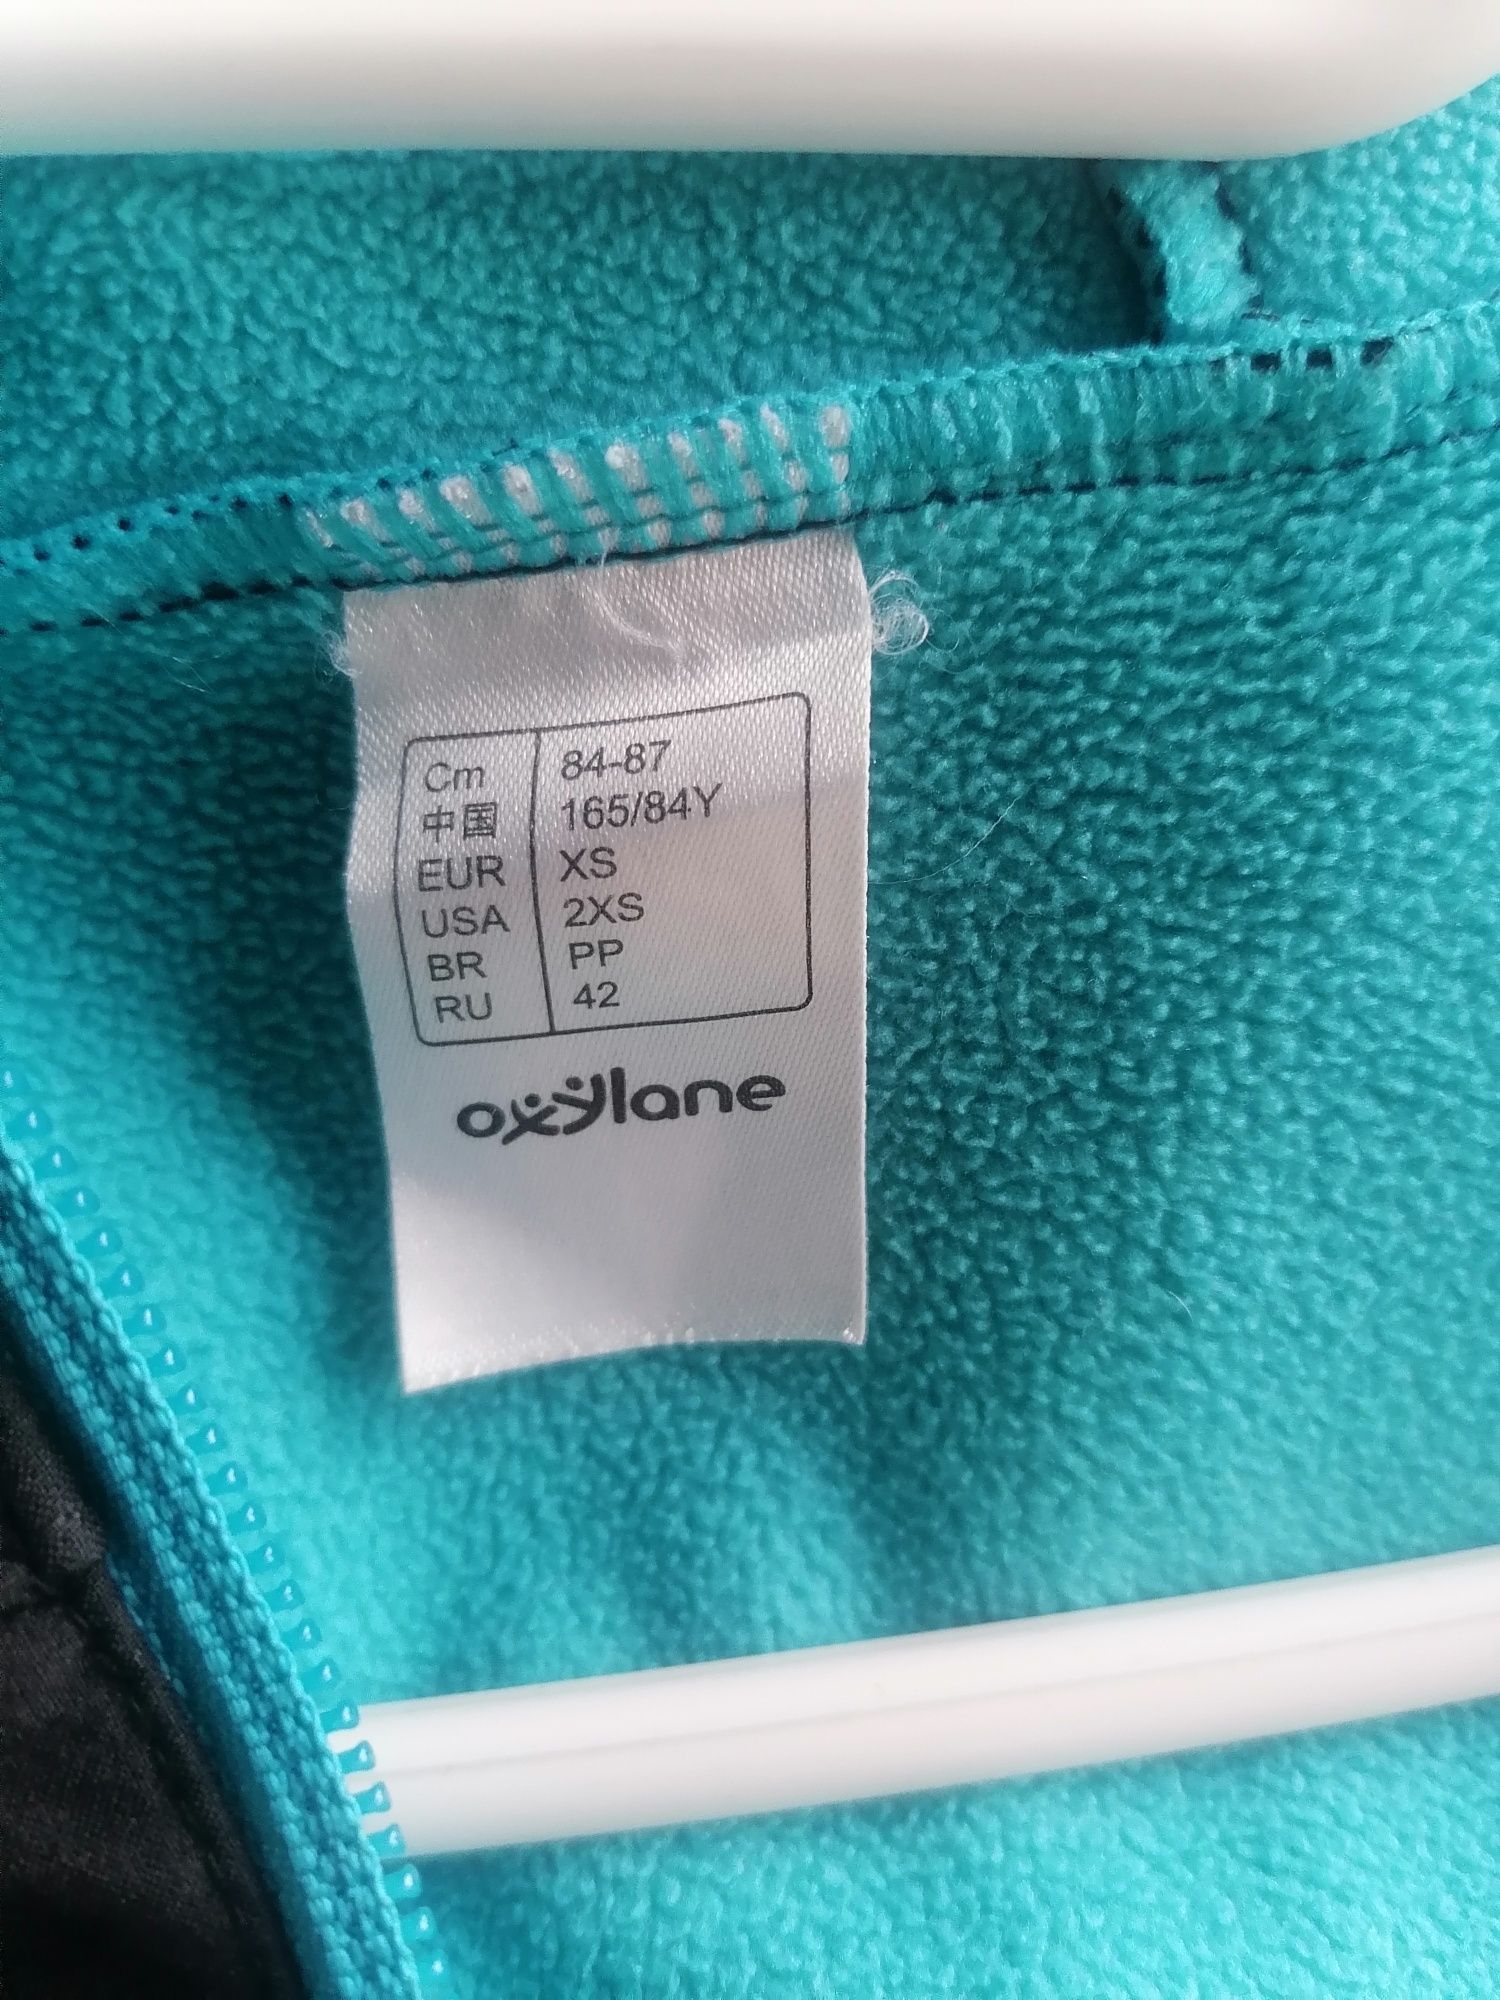 Cm 84-87
中国 165/84Y
EUR XS
USA 2XS
BR PP
RU 42
oxylane